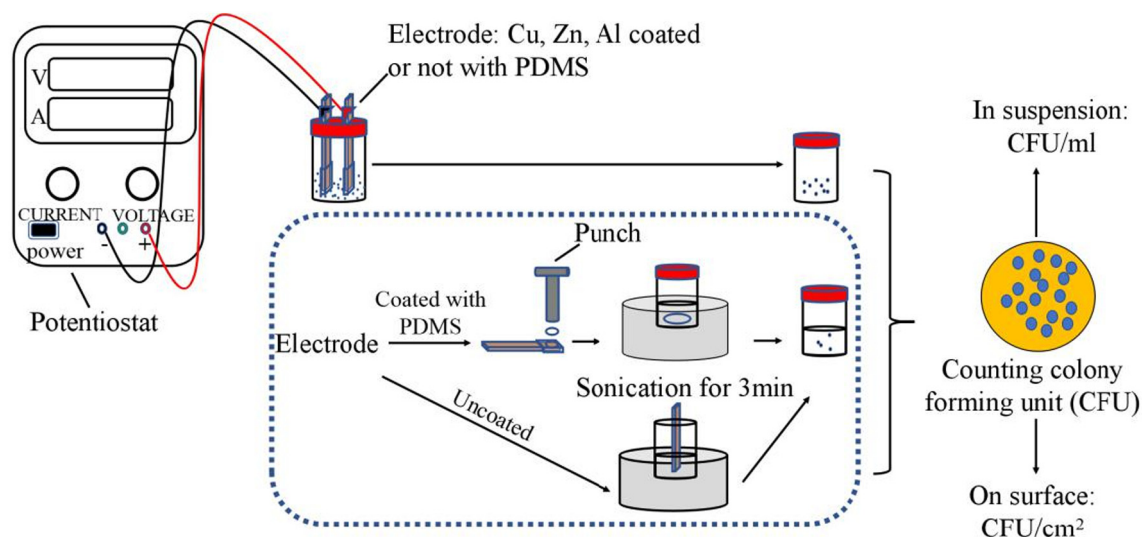 Electrode: Cu, Zn, Al coated
or not with PDMS
V
A
CURRENT VOLTAGE
power
-
+
Potentiostat
In suspension:
CFU/ml
Punch
Coated with
PDMS
Electrode
Sonication for 3min
Uncoated
Counting colony
forming unit (CFU)
On surface:
CFU/cm²